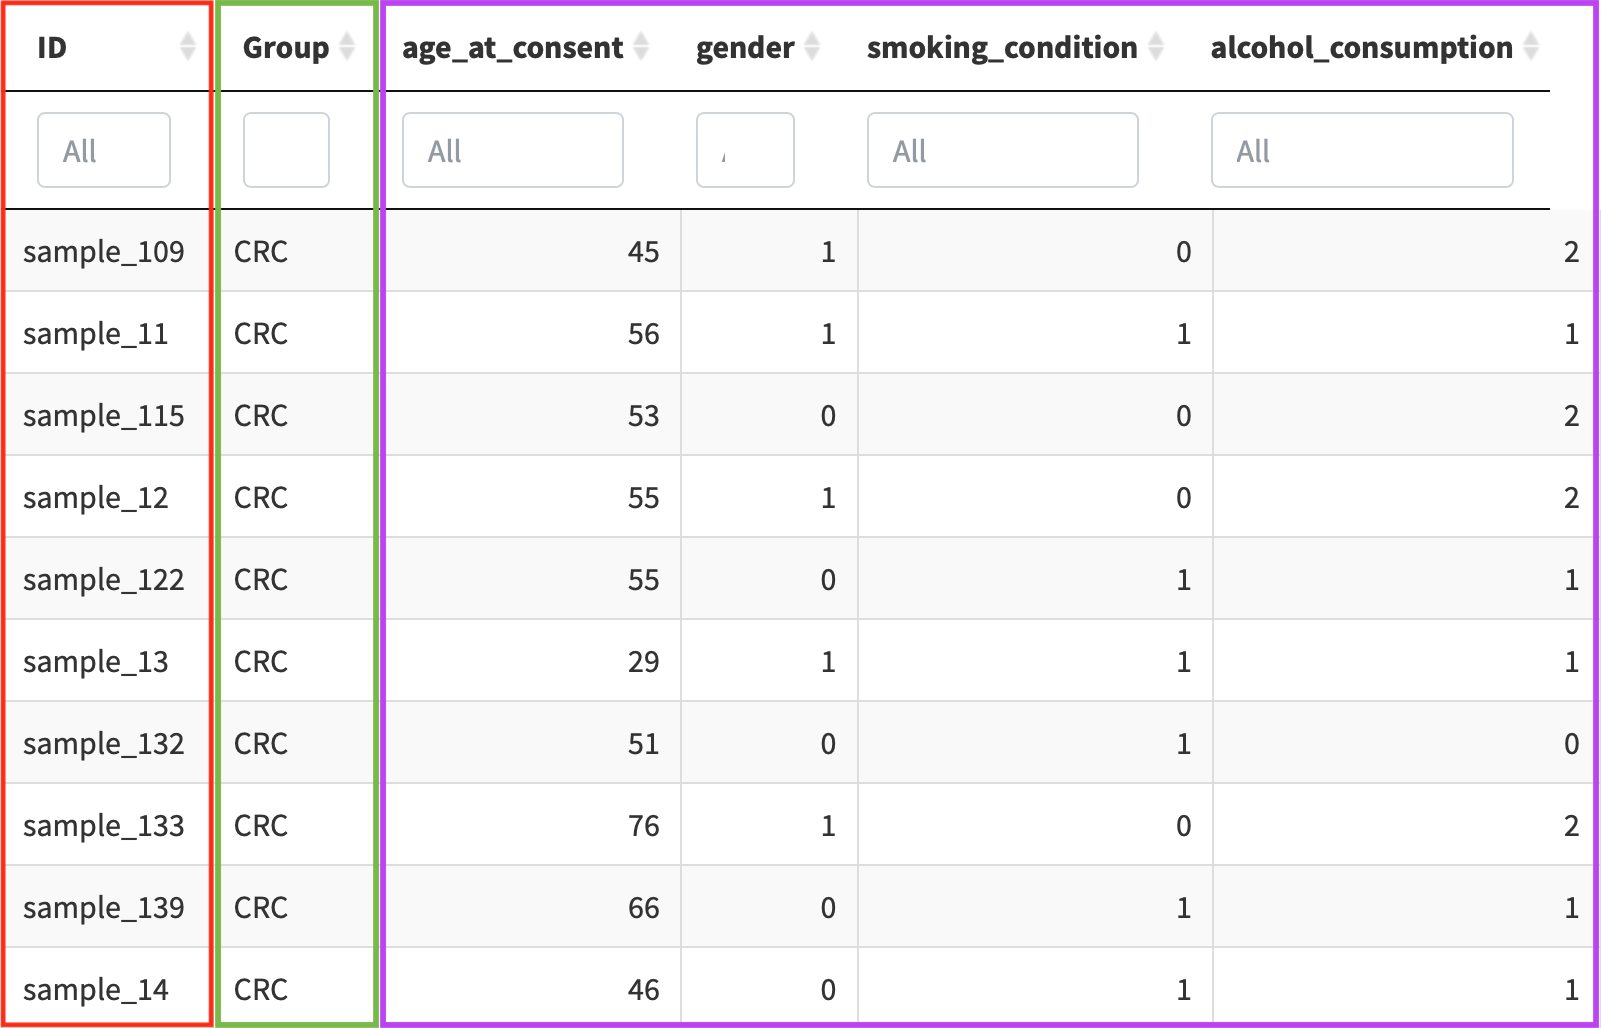 ID Group age_at_consent gender smoking_condition alcohol_consumption
All All All All
sample_109 CRC 45 1 0 2
sample_11 CRC 56 1 1 1
sample_115 CRC 53 0 0 2
sample_12 CRC 55 1 0 2
sample_122 CRC 55 0 1 1
sample_13 CRC 29 1 1 1
sample_132 CRC 51 0 1 0
sample_133 CRC 76 1 0 2
sample_139 CRC 66 0 1 1
sample_14 CRC 46 0 1 1